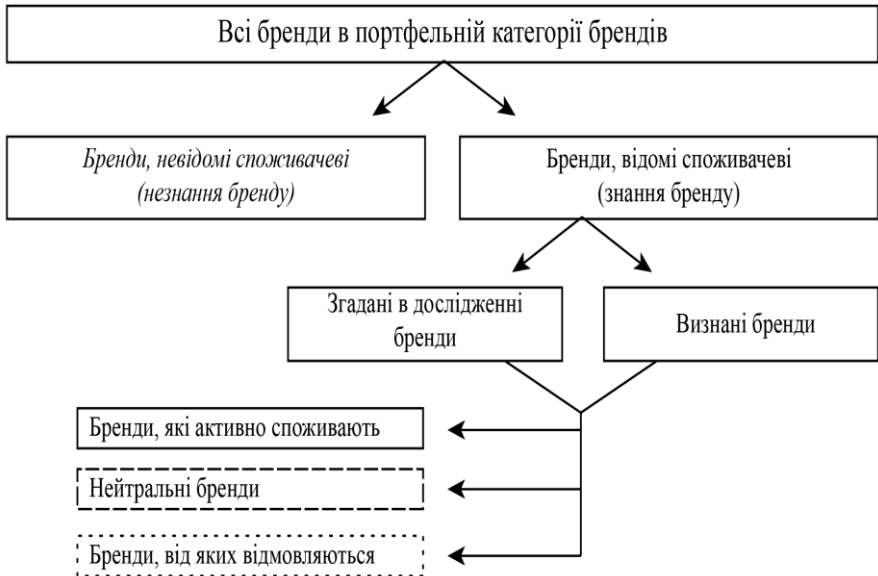 Всі бренди в портфельній категорії брендів
Бренди, невідомі споживачеві
(незнання бренду)
Бренди, відомі споживачеві
(знання бренду)
Згадані в дослідженні
бренди
Визнані бренди
Бренди, які активно споживають
Нейтральні бренди
Бренди, від яких відмовляються